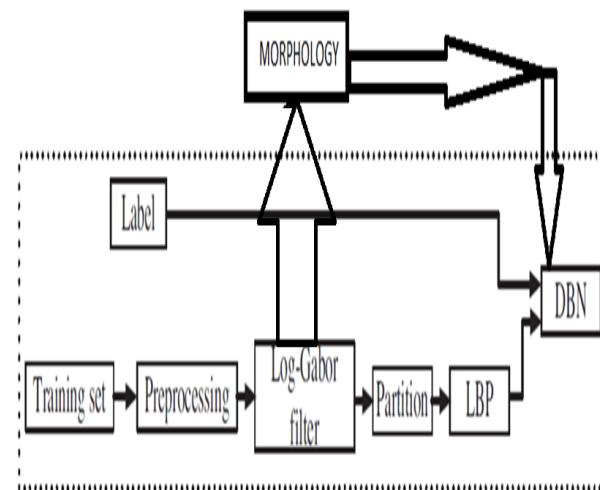 MORPHOLOGY
Label
DBN
Training set
Preprocessing
Log-Gabor
filter
Partition
LBP